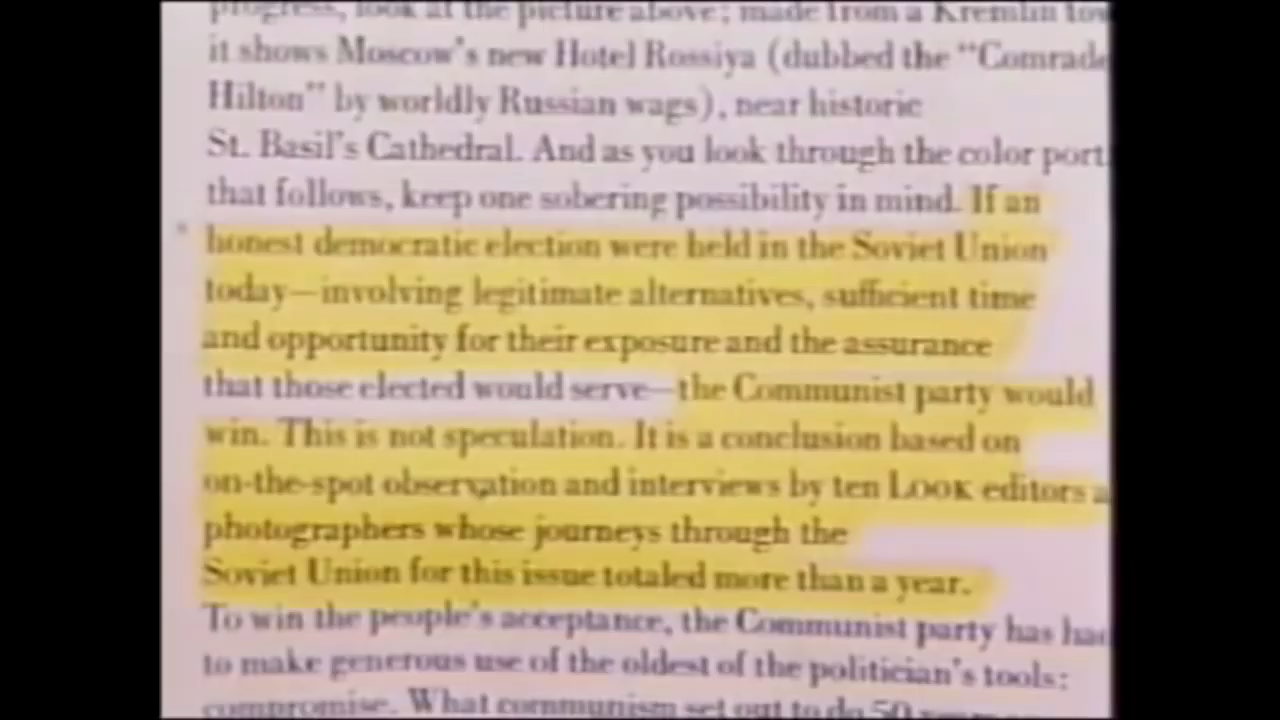 progress, look at the picture above; made from a Kremlin
it shows Moscow's new Hotel Rossiya (dubbed the "Comrade
Hilton" by worldly Russian wags), near historic
St. Basil's Cathedral. And as you look through the color port
that follows, keep one sobering possibility in mind. If an
honest democratic election were held in the Soviet Union
today—involving legitimate alternatives, sufficient time
and opportunity for their exposure and the assurance
that those elected would serve—the Communist party would
win. This is not speculation. It is a conclusion based on
on-the-spot observation and interviews by ten LOOK editors a
photographers whose journeys through the
Soviet Union for this issue totaled more than a year.
To win the people's acceptance, the Communist party has had
to make generous use of the oldest of the politician's tools:
compromise. What communism set out to do 50